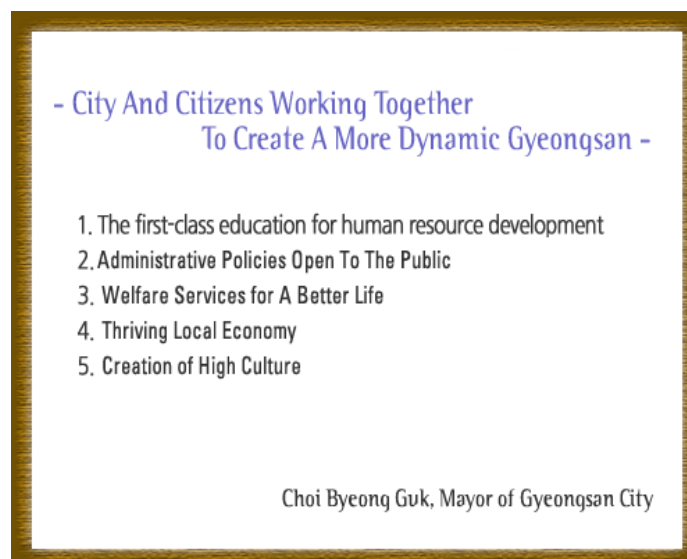 - City And Citizens Working Together
To Create A More Dynamic Gyeongsan -
1. The first-class education for human resource development
2. Administrative Policies Open To The Public
3. Welfare Services for A Better Life
4. Thriving Local Economy
5. Creation of High Culture
Choi Byeong Guk, Mayor of Gyeongsan City